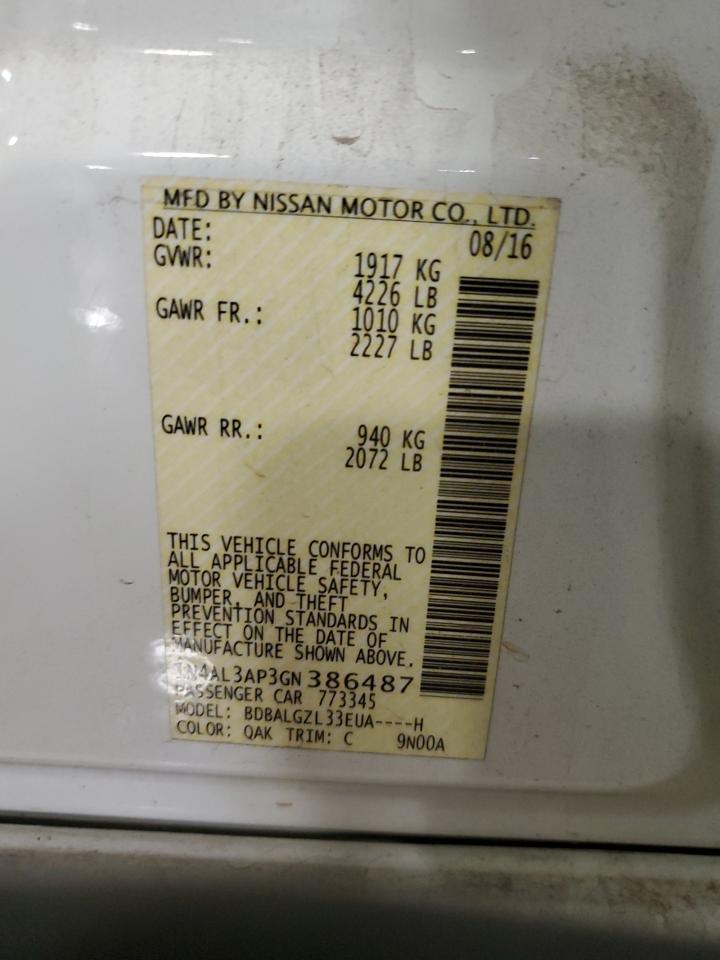 MFD BY NISSAN MOTOR CO., LTD.
DATE: 08/16
GVWR: 1917 KG
4226 LB
GAWR FR.: 1010 KG
2227 LB
GAWR RR.: 940 KG
2072 LB
THIS VEHICLE CONFORMS TO
ALL APPLICABLE FEDERAL
MOTOR VEHICLE SAFETY,
BUMPER, AND THEFT
PREVENTION STANDARDS IN
EFFECT ON THE DATE OF
MANUFACTURE SHOWN ABOVE.
1N4AL3AP3GN386487
PASSENGER CAR 773345
MODEL: BDBALGZL33EUA----H
COLOR: QAK TRIM: C 9N00A